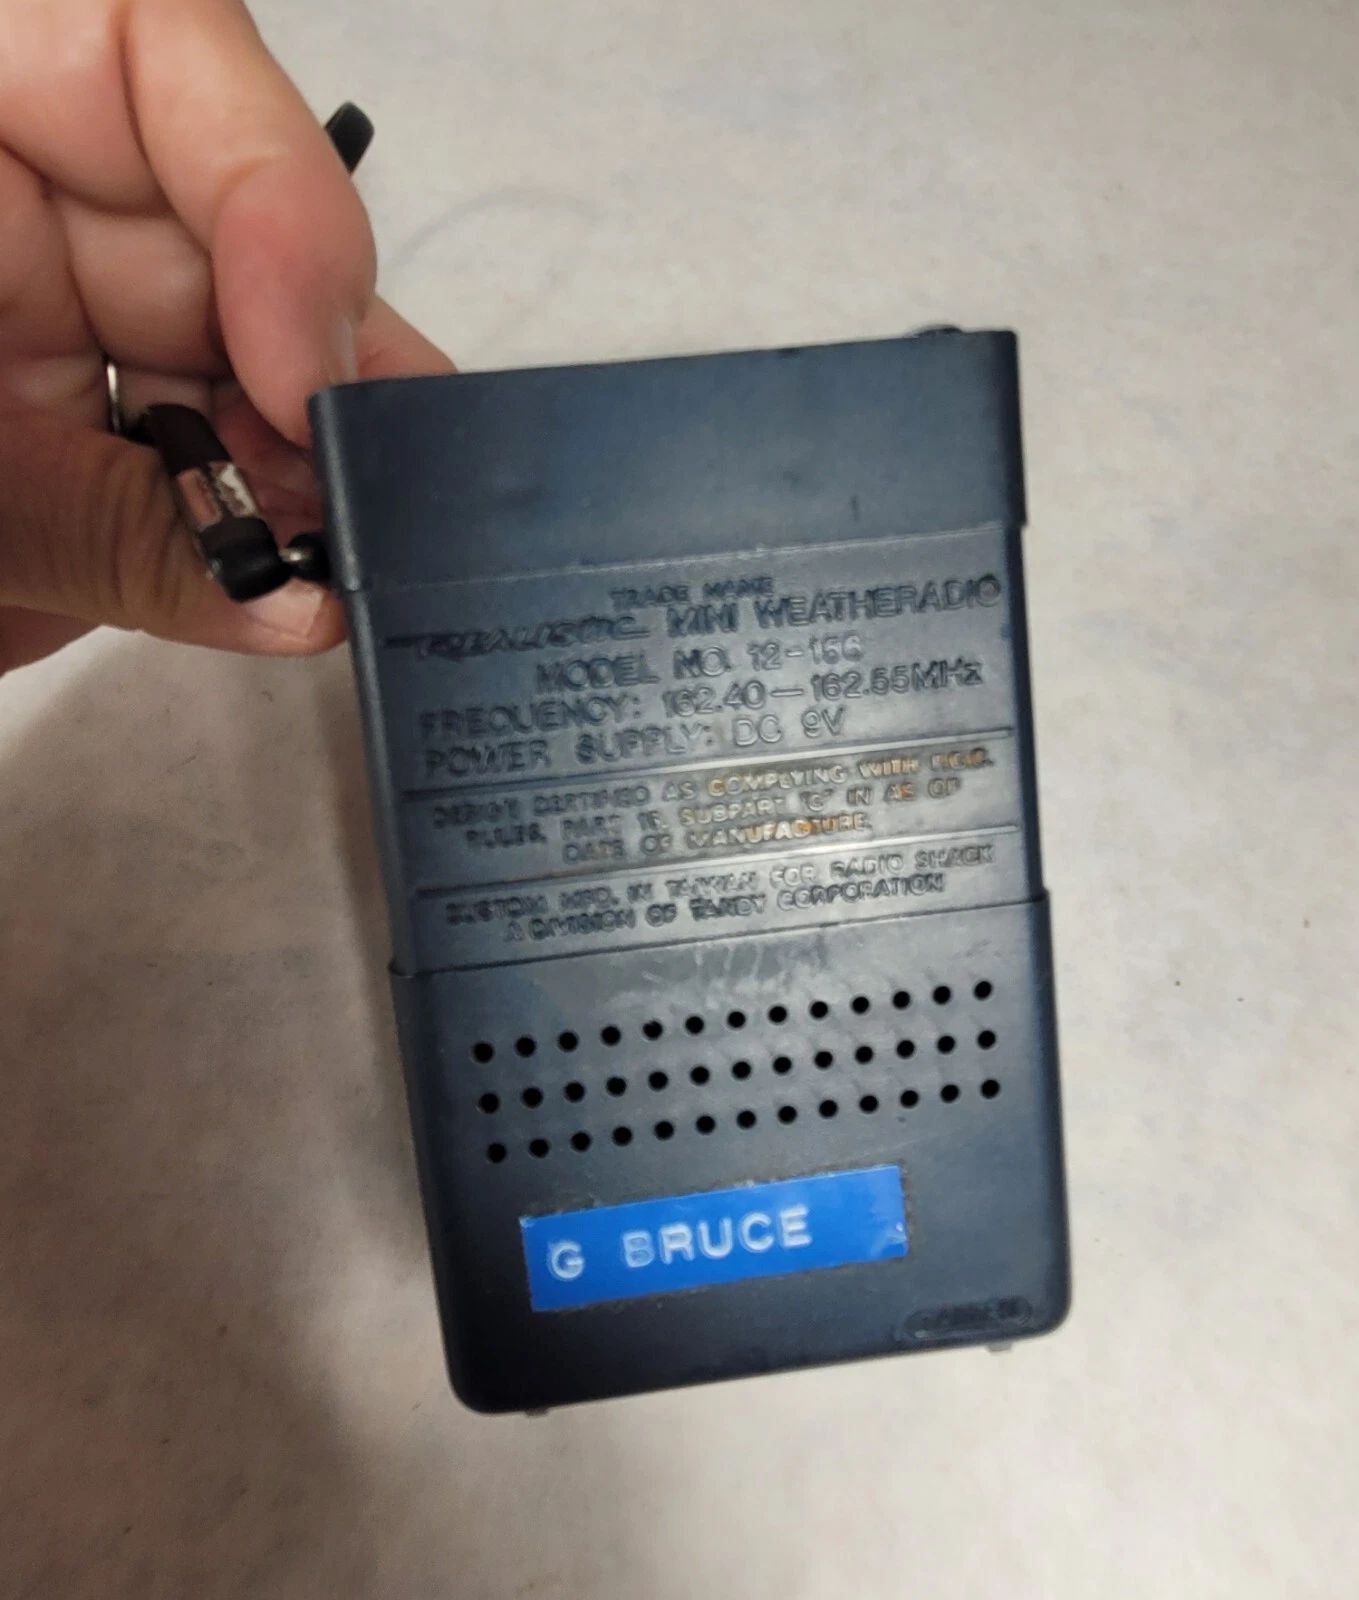 TRADE NAME
REALISTIC MINI WEATHERADIO
MODEL NO. 12-156
FREQUENCY: 162.40—162.55MHz
POWER SUPPLY: DC 9V
DESIGN CERTIFIED AS COMPLYING WITH F.C.C.
RULES, PART 15, SUBPART "C" IN AS OF
DATE OF MANUFACTURE.
CUSTOM MFD. IN TAIWAN FOR RADIO SHACK
A DIVISION OF TANDY CORPORATION
G BRUCE